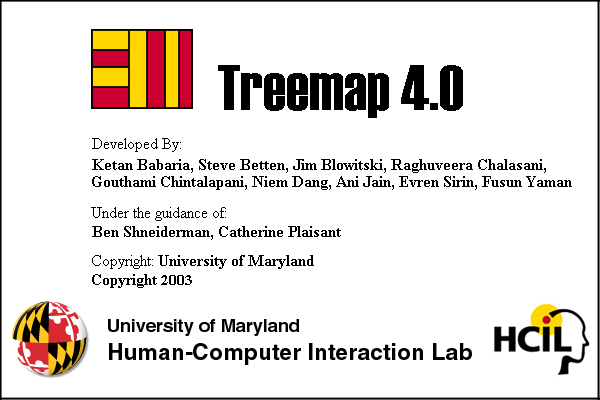 Treemap 4.0
Developed By:
Ketan Babaria, Steve Betten, Jim Blowitski, Raghuveera Chalasani,
Gouthami Chintalapani, Niem Dang, Ani Jain, Evren Sirin, Fusun Yaman
Under the guidance of:
Ben Shneiderman, Catherine Plaisant
Copyright: University of Maryland
Copyright 2003
University of Maryland
Human-Computer Interaction Lab
HCIL